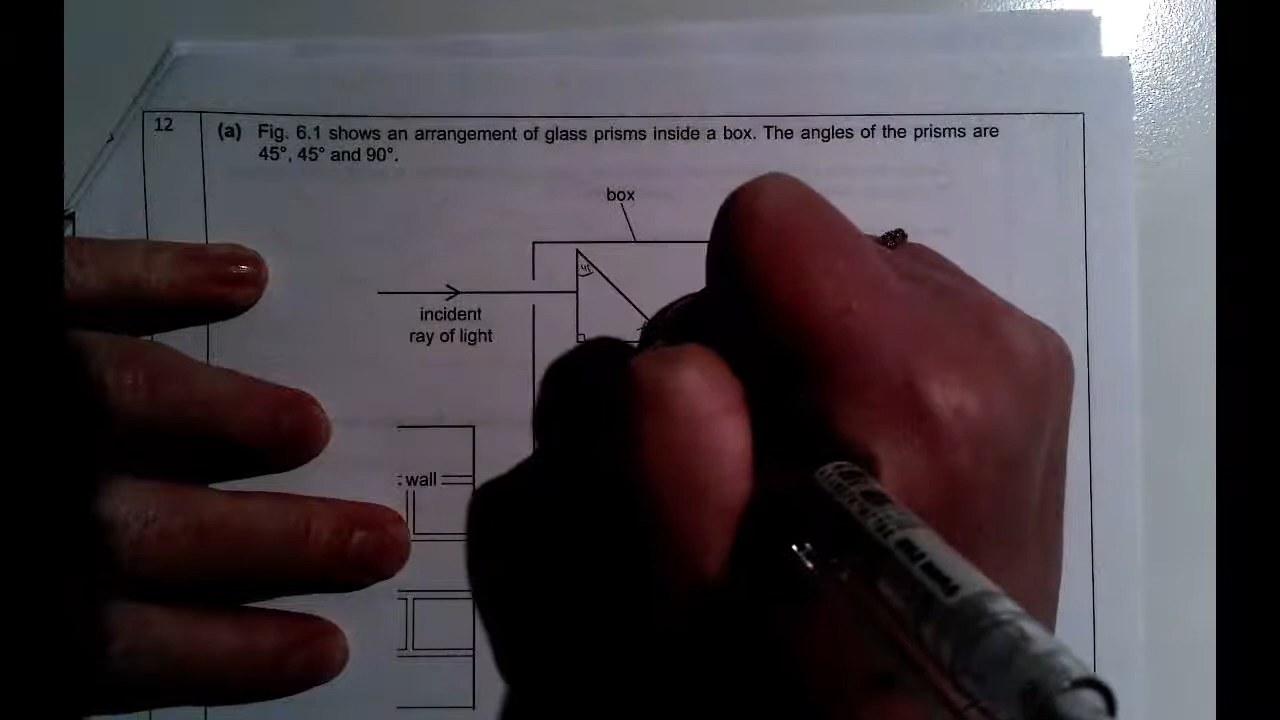 12
(a) Fig. 6.1 shows an arrangement of glass prisms inside a box. The angles of the prisms are
45°, 45° and 90°.
box
45
incident
ray of light
wall